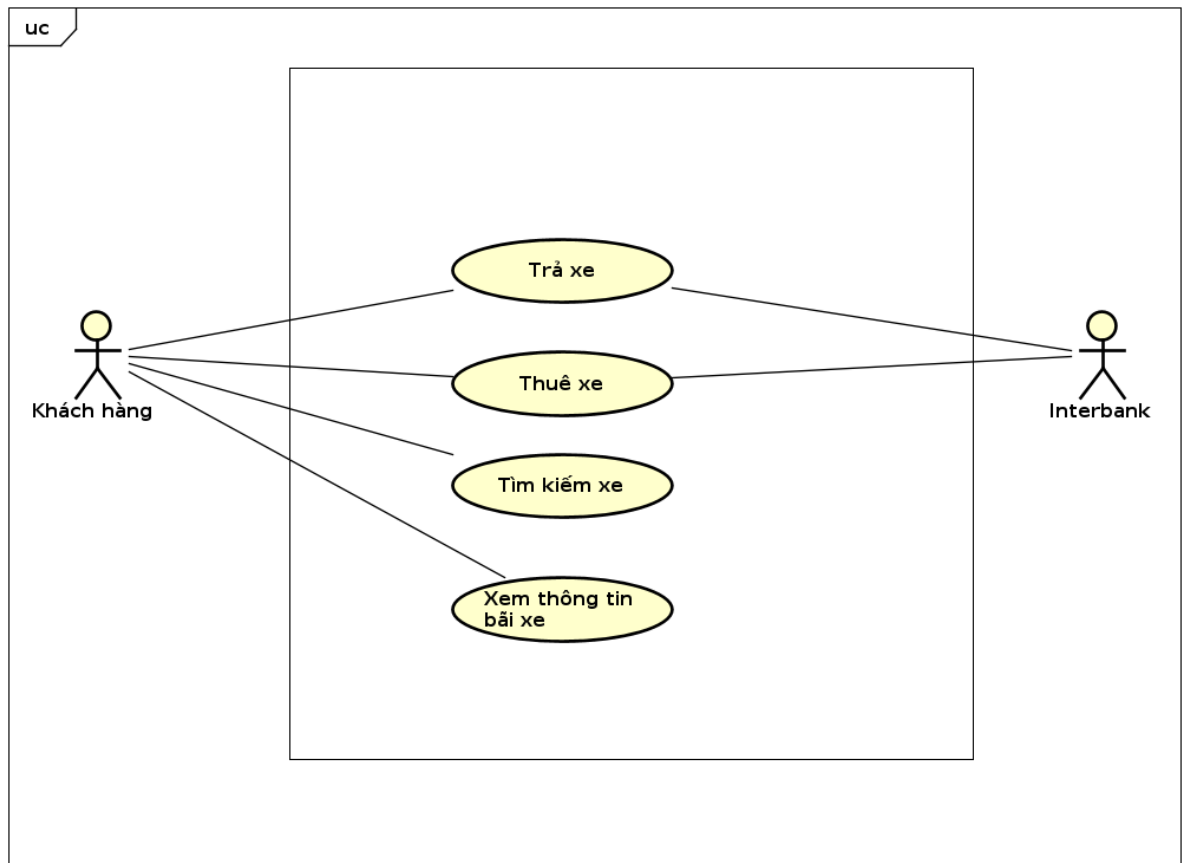 uc
Trả xe
Thuê xe
Khách hàng
Interbank
Tìm kiếm xe
Xem thông tin
bãi xe